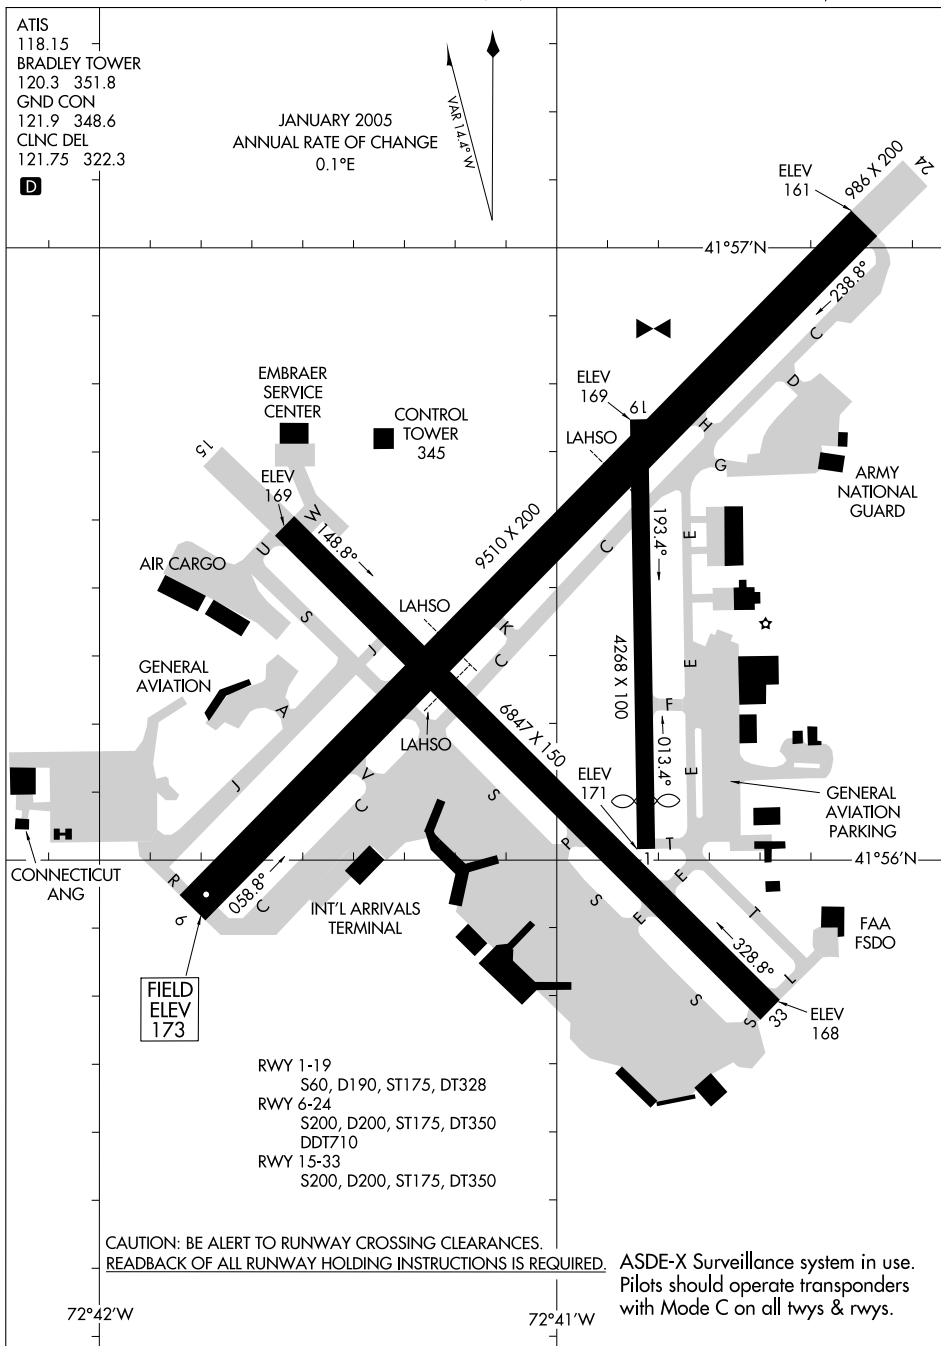 ATIS
118.15
BRADLEY TOWER
120.3 351.8
GND CON
121.9 348.6
CLNC DEL
121.75 322.3
D
JANUARY 2005
ANNUAL RATE OF CHANGE
0.1°E
VAR 14.4° W
ELEV
161
986 X 200
24
41°57'N
238.8°
C
D
EMBRAER
SERVICE
CENTER
CONTROL
TOWER
345
ELEV
169
19
LAHSO
H
G
ARMY
NATIONAL
GUARD
15
ELEV
169
W
148.8°
U
9510 X 200
193.4°
E
C
AIR CARGO
S
LAHSO
K
C
J
4268 X 100
E
GENERAL
AVIATION
A
F
6847 X 150
LAHSO
013.4°
V
C
J
S
ELEV
171
E
GENERAL
AVIATION
PARKING
P
1
T
41°56'N
CONNECTICUT
ANG
R
6
058.8°
C
INT'L ARRIVALS
TERMINAL
E
S
E
T
FAA
FSDO
328.8°
L
S
S
33
ELEV
168
FIELD
ELEV
173
RWY 1-19
S60, D190, ST175, DT328
RWY 6-24
S200, D200, ST175, DT350
DDT710
RWY 15-33
S200, D200, ST175, DT350
CAUTION: BE ALERT TO RUNWAY CROSSING CLEARANCES.
READBACK OF ALL RUNWAY HOLDING INSTRUCTIONS IS REQUIRED.
ASDE-X Surveillance system in use.
Pilots should operate transponders
with Mode C on all twys & rwys.
72°42'W
72°41'W